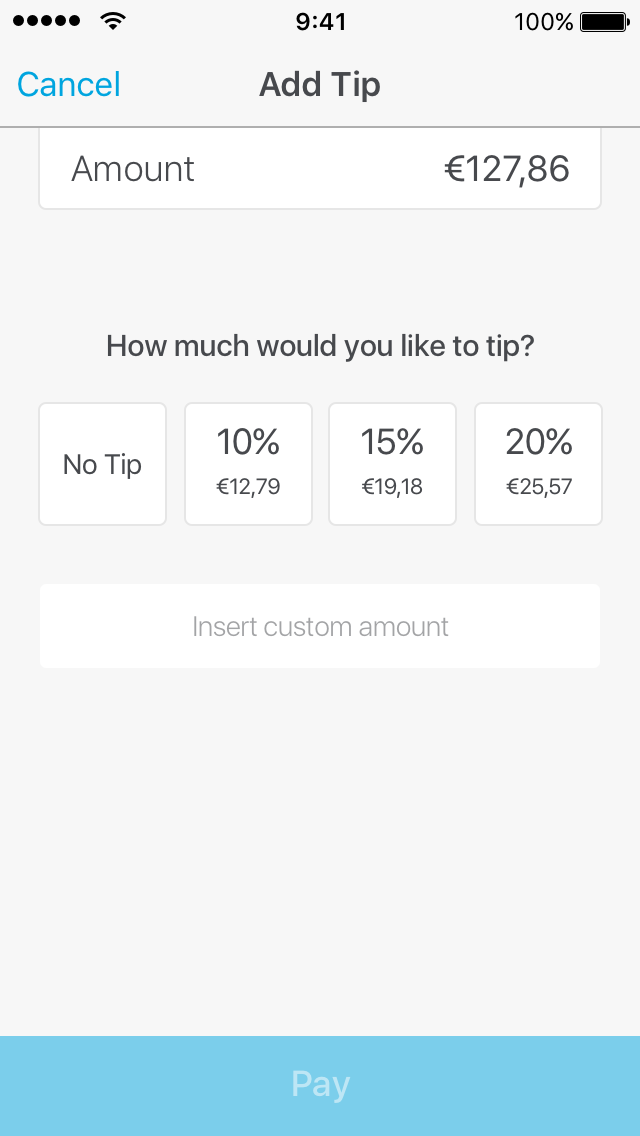 9:41 100%
Cancel Add Tip
Amount €127,86
How much would you like to tip?
No Tip
10%
€12,79
15%
€19,18
20%
€25,57
Insert custom amount
Pay